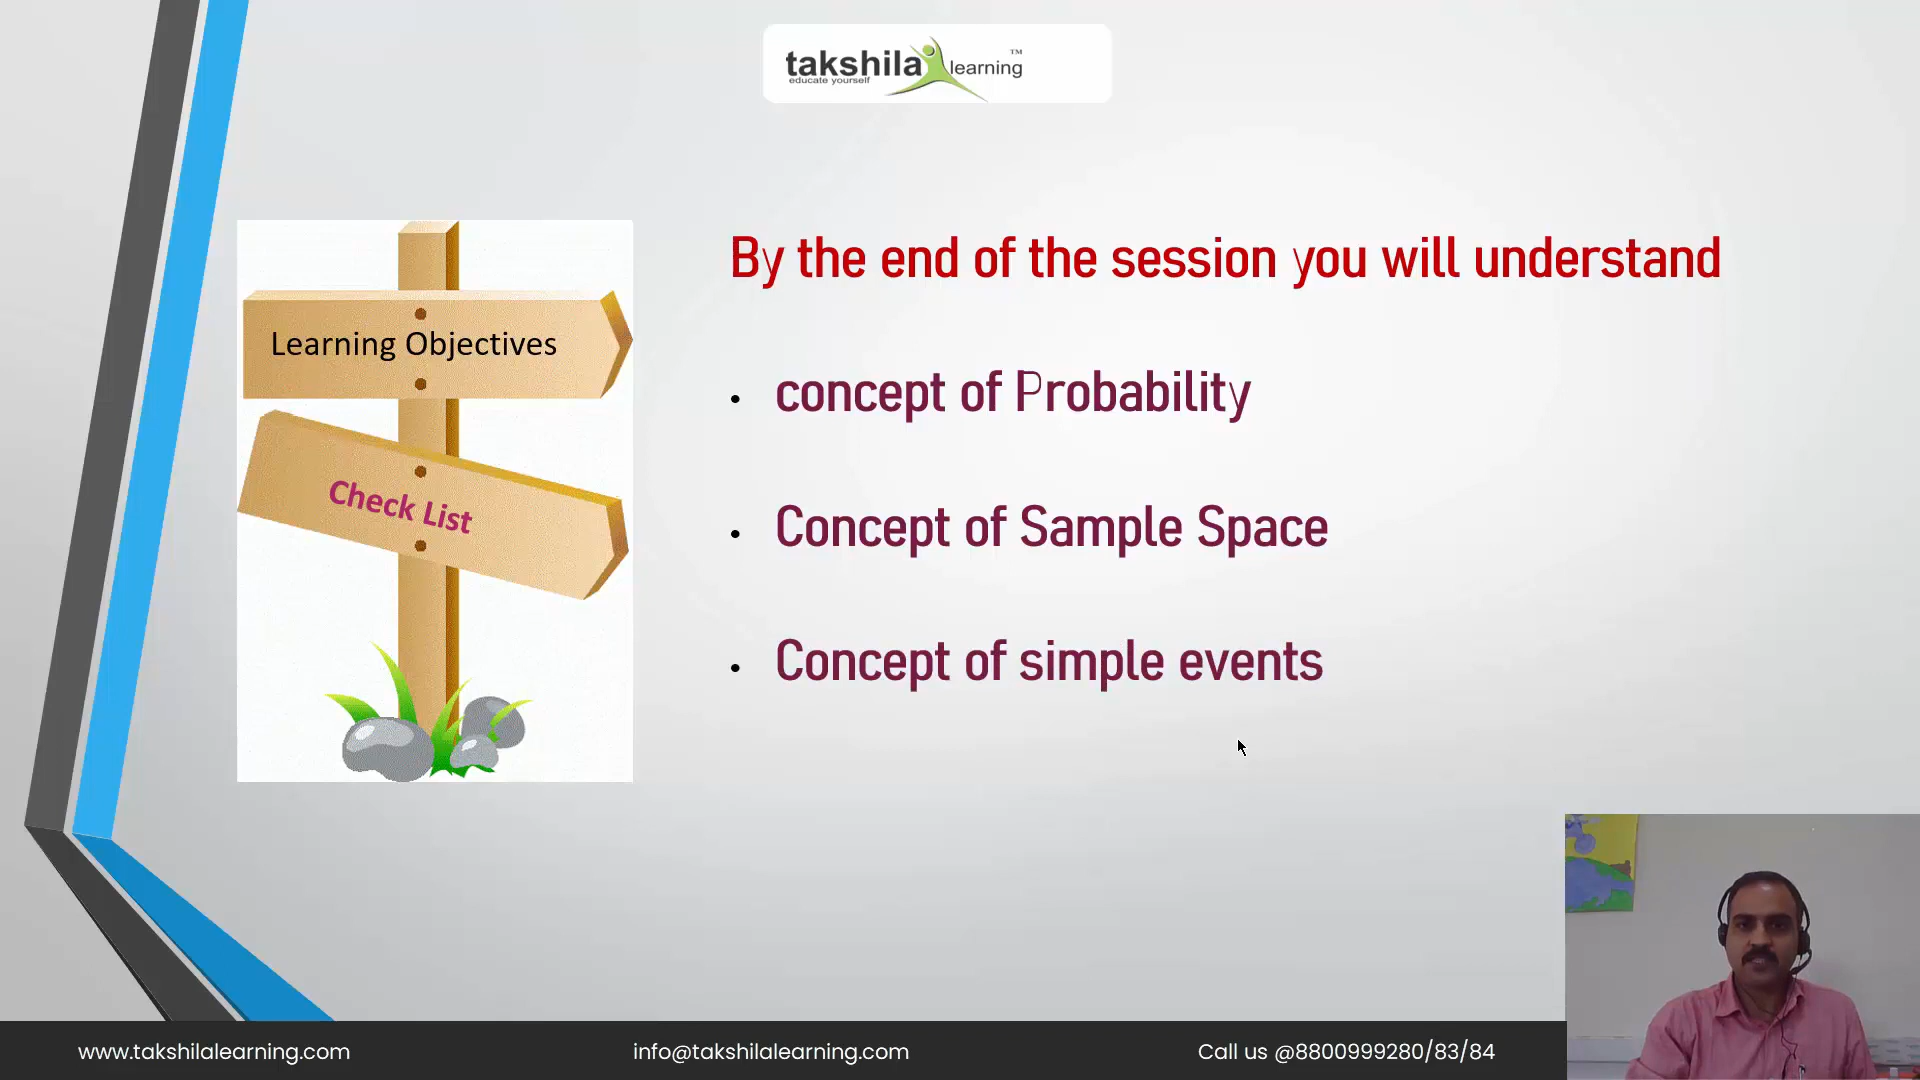 takshila learning™
educate yourself
By the end of the session you will understand
Learning Objectives
• concept of Probability
Check List
• Concept of Sample Space
• Concept of simple events
www.takshilalearning.com
info@takshilalearning.com
Call us @8800999280/83/84